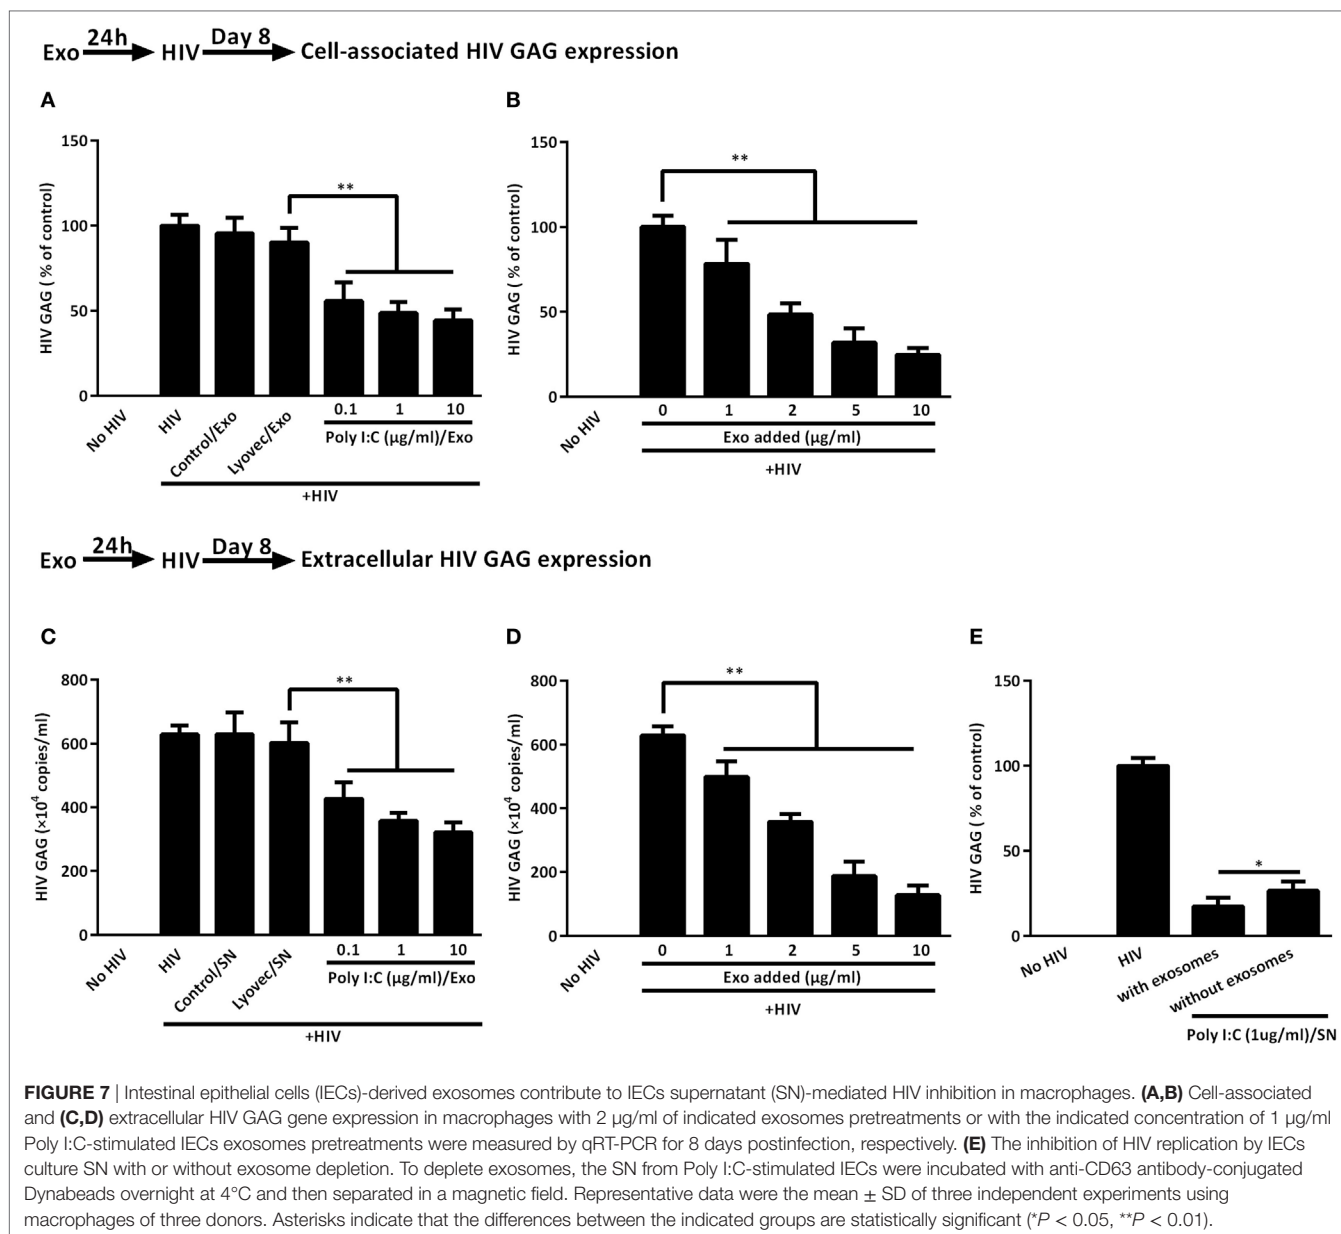 Exo 24h HIV Day 8 Cell-associated HIV GAG expression
A
HIV GAG ( % of control)
150
100
50
0
**
No HIV
HIV
Control/Exo
Lyovec/Exo
0.1 1 10
Poly I:C (µg/ml)/Exo
+HIV
B
HIV GAG ( % of control)
150
100
50
0
**
No HIV
0 1 2 5 10
Exo added (µg/ml)
+HIV
Exo 24h HIV Day 8 Extracellular HIV GAG expression
C
HIV GAG (×10⁴ copies/ml)
800
600
400
200
0
**
No HIV
HIV
Control/SN
Lyovec/SN
0.1 1 10
Poly I:C (µg/ml)/Exo
+HIV
D
HIV GAG (×10⁴ copies/ml)
800
600
400
200
0
**
No HIV
0 1 2 5 10
Exo added (µg/ml)
+HIV
E
HIV GAG ( % of control)
150
100
50
0
*
No HIV
HIV
with exosomes
without exosomes
Poly I:C (1ug/ml)/SN
FIGURE 7 | Intestinal epithelial cells (IECs)-derived exosomes contribute to IECs supernatant (SN)-mediated HIV inhibition in macrophages. (A,B) Cell-associated
and (C,D) extracellular HIV GAG gene expression in macrophages with 2 µg/ml of indicated exosomes pretreatments or with the indicated concentration of 1 µg/ml
Poly I:C-stimulated IECs exosomes pretreatments were measured by qRT-PCR for 8 days postinfection, respectively. (E) The inhibition of HIV replication by IECs
culture SN with or without exosome depletion. To deplete exosomes, the SN from Poly I:C-stimulated IECs were incubated with anti-CD63 antibody-conjugated
Dynabeads overnight at 4°C and then separated in a magnetic field. Representative data were the mean ± SD of three independent experiments using
macrophages of three donors. Asterisks indicate that the differences between the indicated groups are statistically significant (*P < 0.05, **P < 0.01).